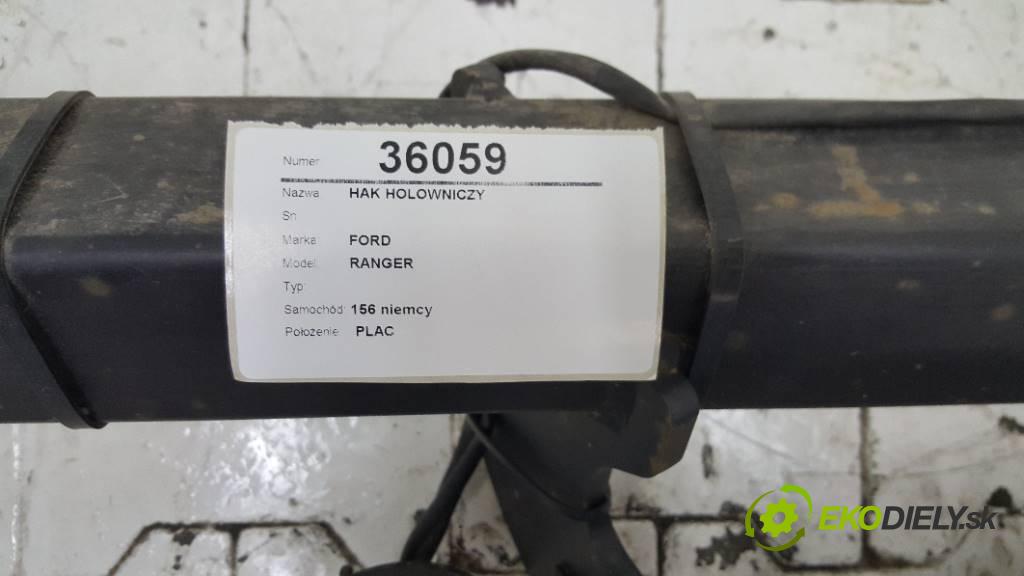 Numer 36059
Nazwa HAK HOLOWNICZY
Sn
Marka: FORD
Model: RANGER
Typ:
Samochód: 156 niemcy
Położenie PLAC
EKODIELY.sk